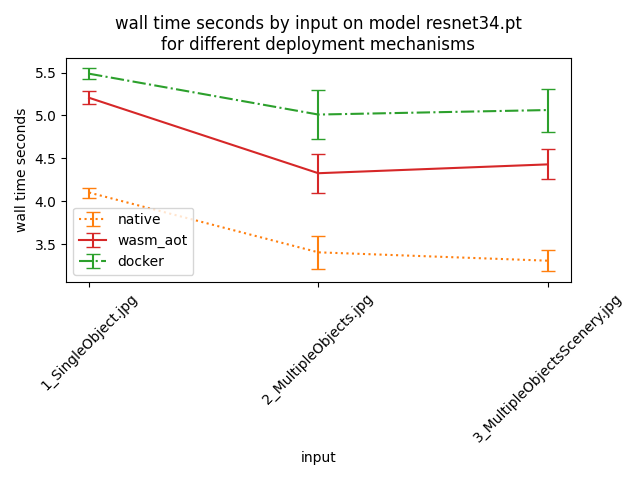 wall time seconds by input on model resnet34.pt
for different deployment mechanisms
wall time seconds
5.5
5.0
4.5
4.0
3.5
native
wasm_aot
docker
1_SingleObject.jpg
2_MultipleObjects.jpg
3_MultipleObjectsScenery.jpg
input